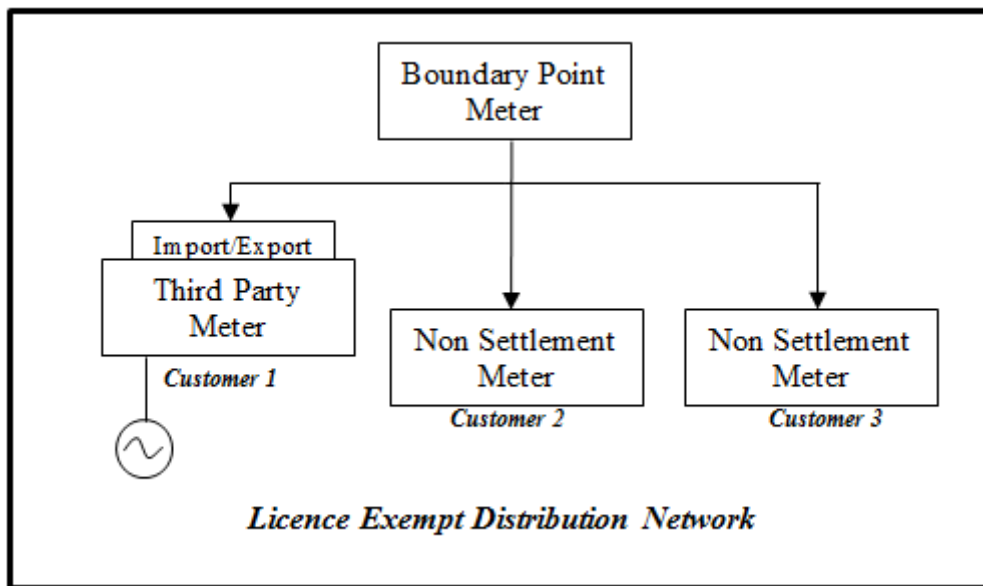 Boundary Point
Meter
Import/Export
Third Party
Meter
Customer 1
Non Settlement
Meter
Customer 2
Non Settlement
Meter
Customer 3
Licence Exempt Distribution Network